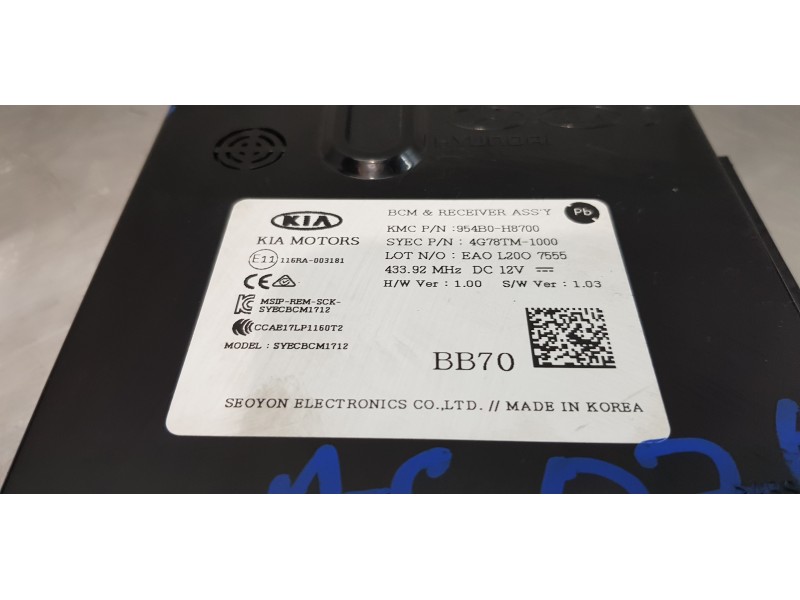 HYUNDAI
KIA
KIA MOTORS
E11 116RA-003181
CE
MSIP-REM-SCK-
SYECBCM1712
CCAE17LP1160T2
MODEL: SYECBCM1712
BCM & RECEIVER ASS'Y Pb
KMC P/N :954B0-H8700
SYEC P/N : 4G78TM-1000
LOT N/O : EAO L20O 7555
433.92 MHz DC 12V
H/W Ver : 1.00 S/W Ver : 1.03
BB70
SEOYON ELECTRONICS CO.,LTD. // MADE IN KOREA